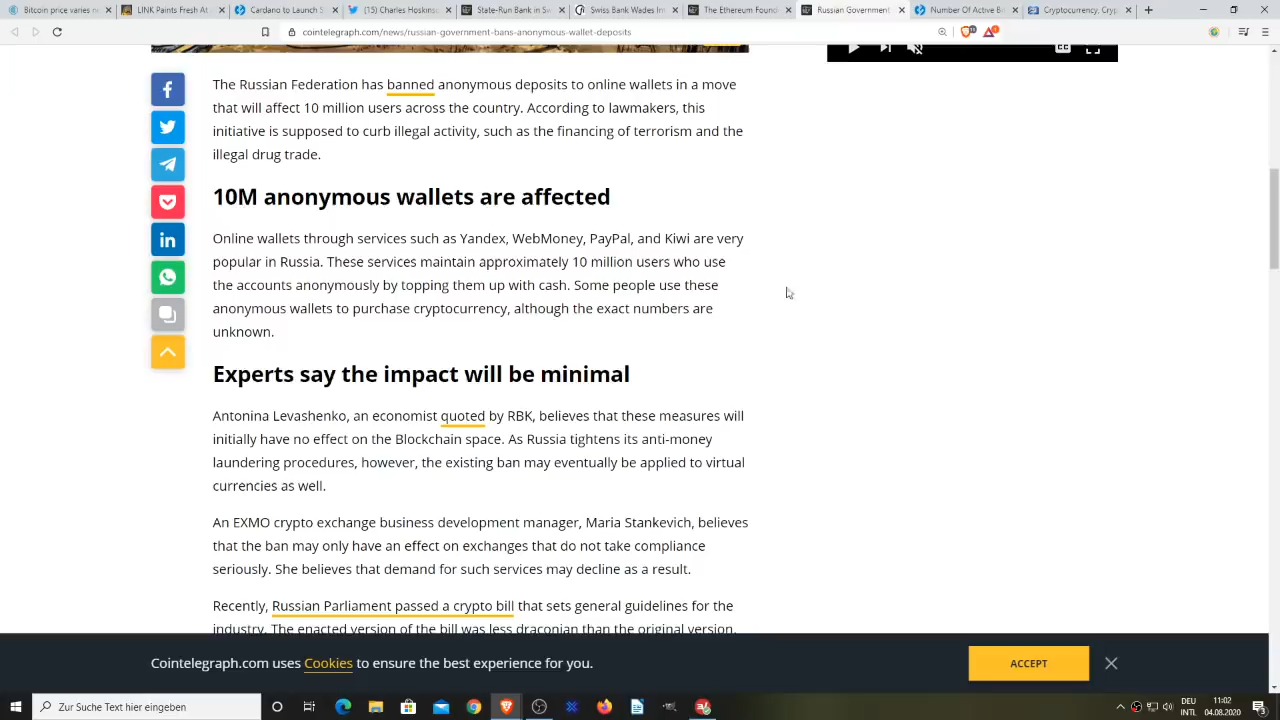 Bitcoin price varies n
LINK Paints Fresh At
Cardano to Launch S
(15) Charles Hoskinso
State-Run Bank in So
Swiss Bank Wades In
The Ethereum Founde
Russian Government
Number Of Active Bi
Cryptocurrency, Cryp
cointelegraph.com/news/russian-government-bans-anonymous-wallet-deposits
The Russian Federation has banned anonymous deposits to online wallets in a move
that will affect 10 million users across the country. According to lawmakers, this
initiative is supposed to curb illegal activity, such as the financing of terrorism and the
illegal drug trade.
10M anonymous wallets are affected
Online wallets through services such as Yandex, WebMoney, PayPal, and Kiwi are very
popular in Russia. These services maintain approximately 10 million users who use
the accounts anonymously by topping them up with cash. Some people use these
anonymous wallets to purchase cryptocurrency, although the exact numbers are
unknown.
Experts say the impact will be minimal
Antonina Levashenko, an economist quoted by RBK, believes that these measures will
initially have no effect on the Blockchain space. As Russia tightens its anti-money
laundering procedures, however, the existing ban may eventually be applied to virtual
currencies as well.
An EXMO crypto exchange business development manager, Maria Stankevich, believes
that the ban may only have an effect on exchanges that do not take compliance
seriously. She believes that demand for such services may decline as a result.
Recently, Russian Parliament passed a crypto bill that sets general guidelines for the
industry. The enacted version of the bill was less draconian than the original version,
Cointelegraph.com uses Cookies to ensure the best experience for you.
ACCEPT
Zur Suche Text hier eingeben
DEU
INTL
11:02
04.08.2020